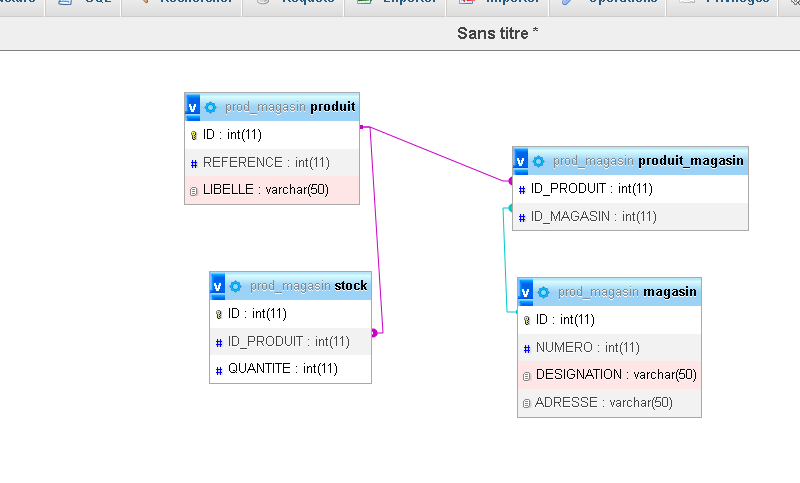 SQL
Rechercher
Requête
Exporter
Importer
Opérations
Privilèges
Sans titre *
v prod_magasin produit
ID : int(11)
# REFERENCE : int(11)
LIBELLE : varchar(50)
v prod_magasin produit_magasin
# ID_PRODUIT : int(11)
# ID_MAGASIN : int(11)
v prod_magasin stock
ID : int(11)
# ID_PRODUIT : int(11)
# QUANTITE : int(11)
v prod_magasin magasin
ID : int(11)
# NUMERO : int(11)
DESIGNATION : varchar(50)
ADRESSE : varchar(50)